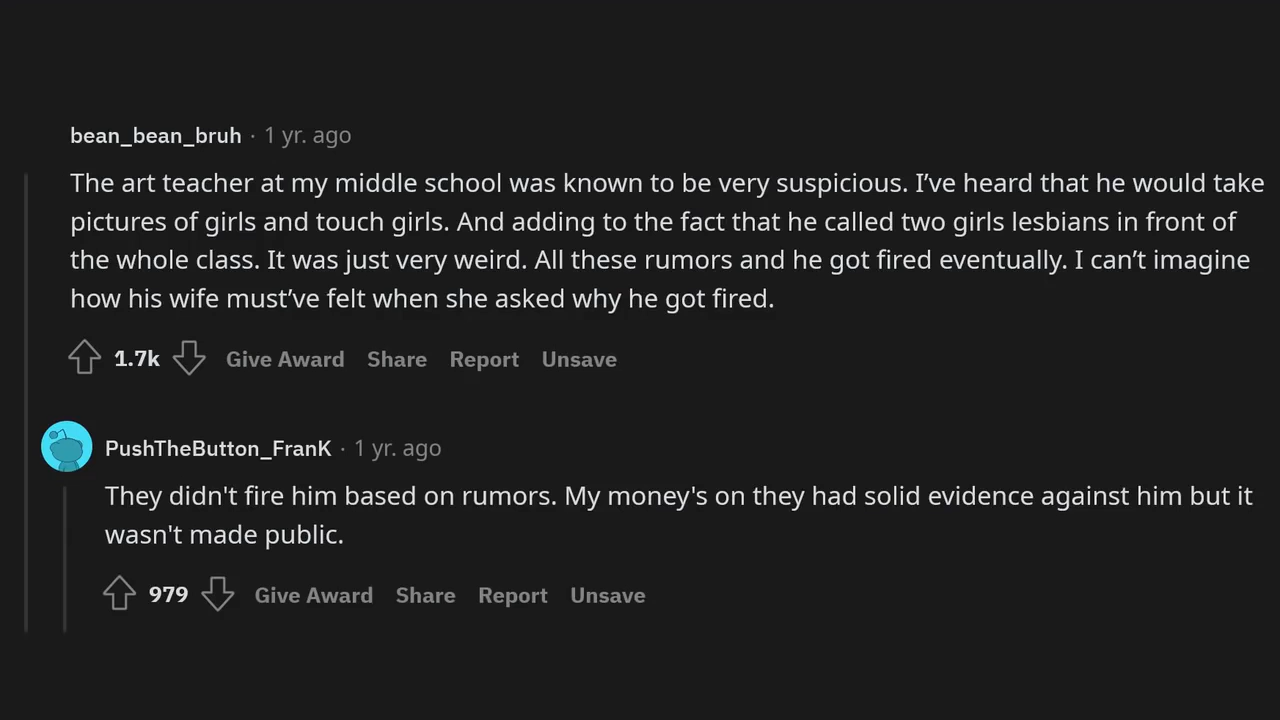 bean_bean_bruh · 1 yr. ago
The art teacher at my middle school was known to be very suspicious. I’ve heard that he would take
pictures of girls and touch girls. And adding to the fact that he called two girls lesbians in front of
the whole class. It was just very weird. All these rumors and he got fired eventually. I can’t imagine
how his wife must’ve felt when she asked why he got fired.
1.7k Give Award Share Report Unsave
PushTheButton_FranK · 1 yr. ago
They didn't fire him based on rumors. My money's on they had solid evidence against him but it
wasn't made public.
979 Give Award Share Report Unsave